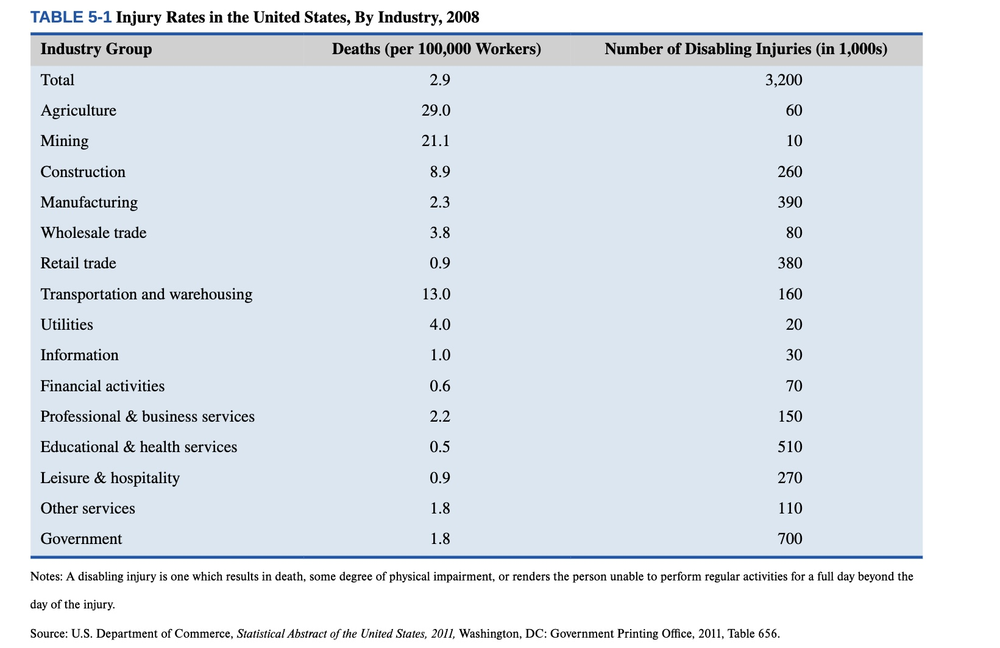 TABLE 5-1 Injury Rates in the United States, By Industry, 2008
Industry Group Deaths (per 100,000 Workers) Number of Disabling Injuries (in 1,000s)
Total 2.9 3,200
Agriculture 29.0 60
Mining 21.1 10
Construction 8.9 260
Manufacturing 2.3 390
Wholesale trade 3.8 80
Retail trade 0.9 380
Transportation and warehousing 13.0 160
Utilities 4.0 20
Information 1.0 30
Financial activities 0.6 70
Professional & business services 2.2 150
Educational & health services 0.5 510
Leisure & hospitality 0.9 270
Other services 1.8 110
Government 1.8 700
Notes: A disabling injury is one which results in death, some degree of physical impairment, or renders the person unable to perform regular activities for a full day beyond the
day of the injury.
Source: U.S. Department of Commerce, Statistical Abstract of the United States, 2011, Washington, DC: Government Printing Office, 2011, Table 656.